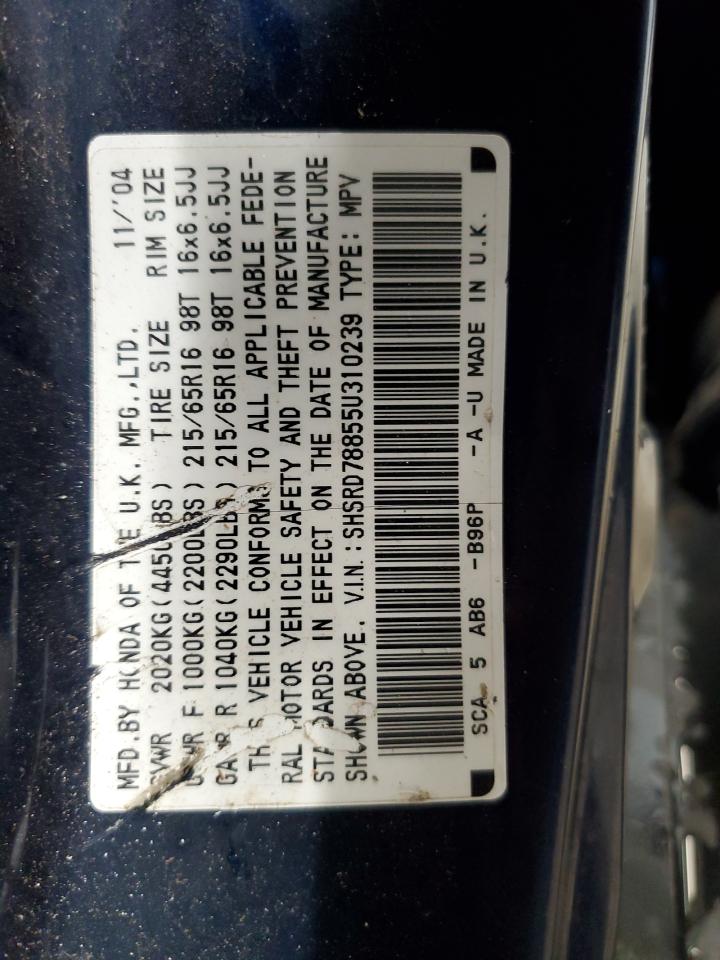 MFD. BY HONDA OF THE U.K. MFG.,LTD. 11/'04
GVWR 2020KG(4450LBS) TIRE SIZE RIM SIZE
GAWR F 1000KG(2200LBS) 215/65R16 98T 16x6.5JJ
GAWR R 1040KG(2290LBS) 215/65R16 98T 16x6.5JJ
THIS VEHICLE CONFORMS TO ALL APPLICABLE FEDE-
RAL MOTOR VEHICLE SAFETY AND THEFT PREVENTION
STANDARDS IN EFFECT ON THE DATE OF MANUFACTURE
SHOWN ABOVE. V.I.N.:SHSRD78855U310239 TYPE: MPV
SCA 5 AB6 -B96P -A -U MADE IN U.K.